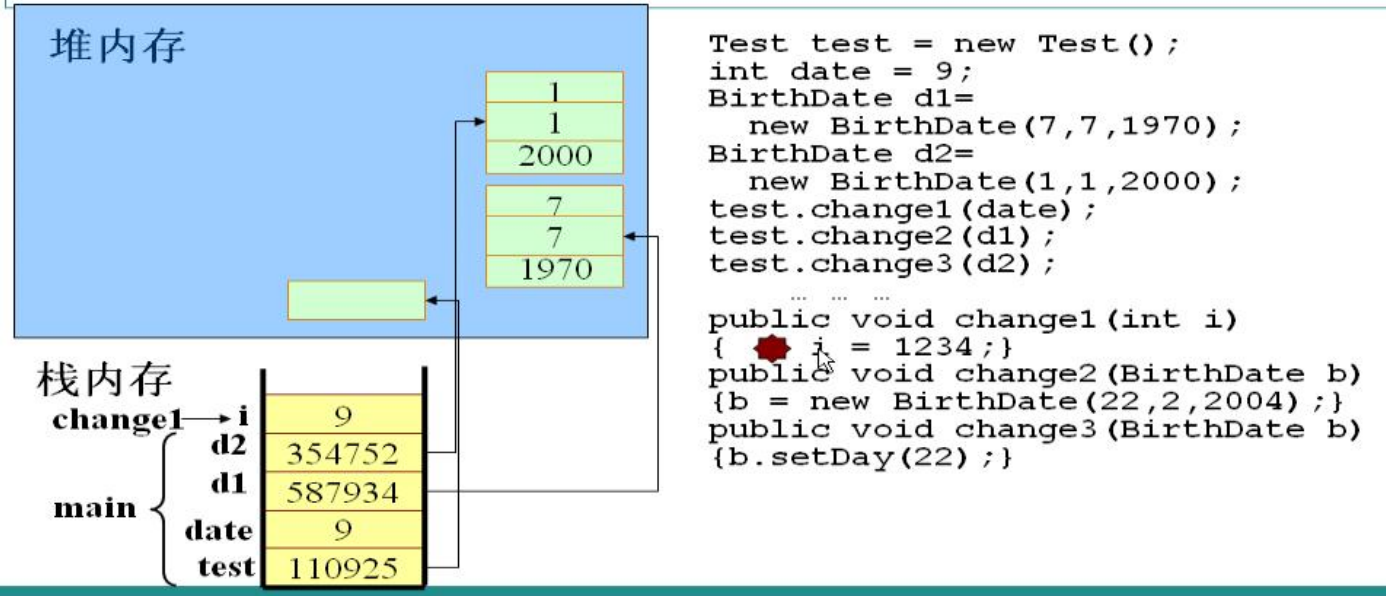 堆内存
1
1
2000
7
7
1970
栈内存
change1
i
9
d2
354752
d1
587934
main
date
9
test
110925
Test test = new Test();
int date = 9;
BirthDate d1=
new BirthDate(7,7,1970);
BirthDate d2=
new BirthDate(1,1,2000);
test.change1(date);
test.change2(d1);
test.change3(d2);
… … …
public void change1(int i)
{ i = 1234;}
public void change2(BirthDate b)
{b = new BirthDate(22,2,2004);}
public void change3(BirthDate b)
{b.setDay(22);}